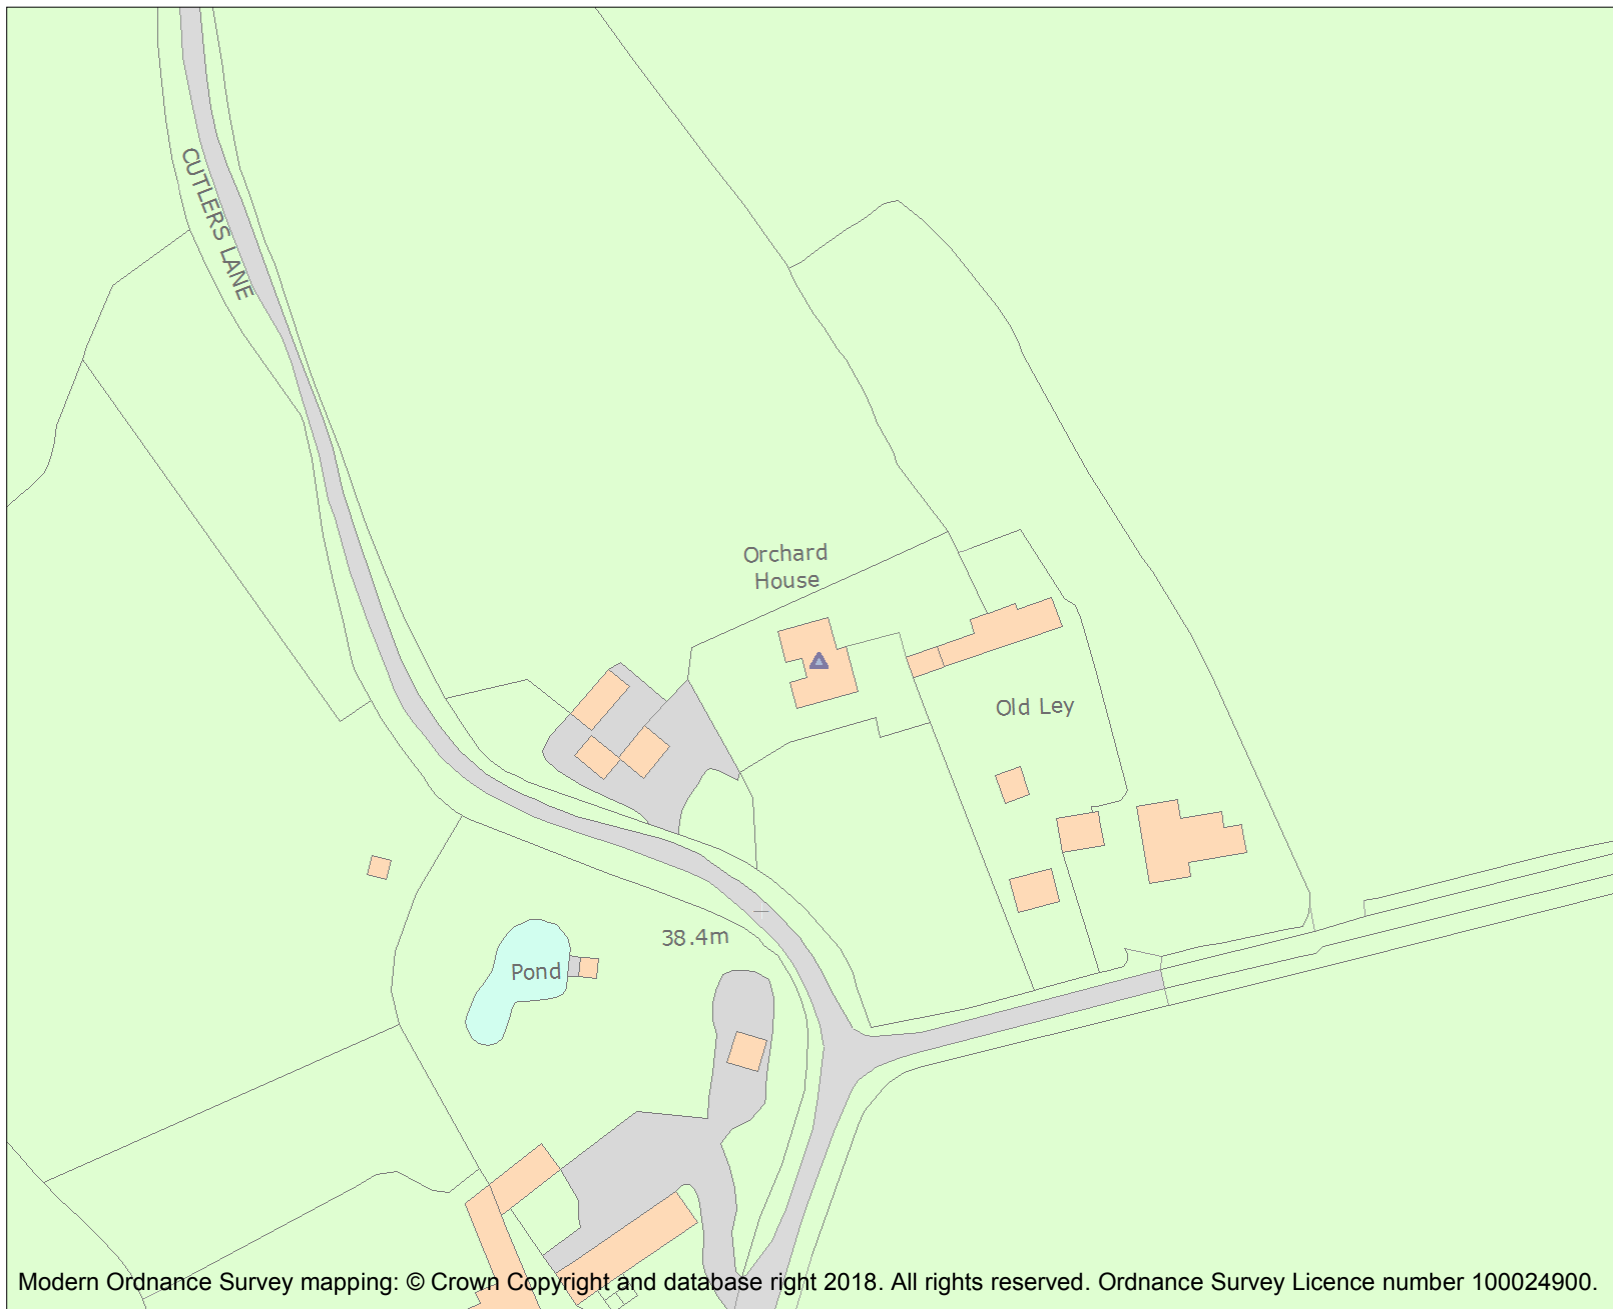 CUTLERS LANE
Orchard
House
Old Ley
38.4m
Pond
Modern Ordnance Survey mapping: © Crown Copyright and database right 2018. All rights reserved. Ordnance Survey Licence number 100024900.